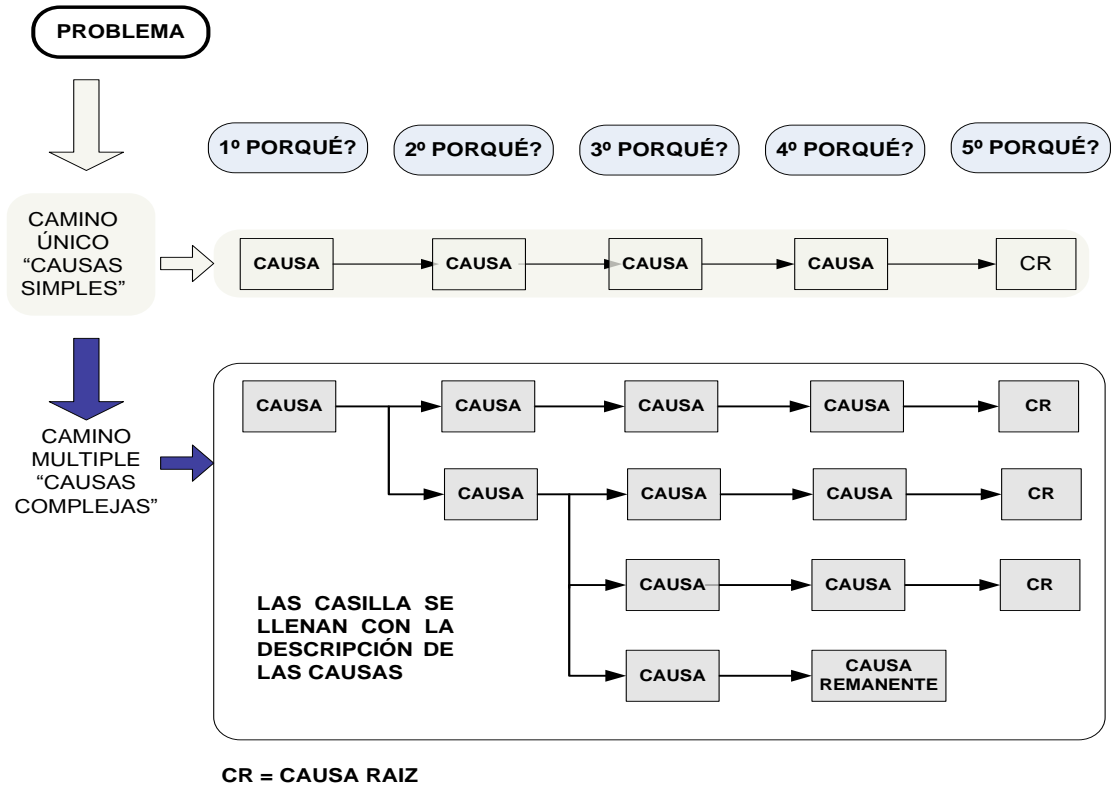 PROBLEMA
1º PORQUÉ? 2º PORQUÉ? 3º PORQUÉ? 4º PORQUÉ? 5º PORQUÉ?
CAMINO
ÚNICO
“CAUSAS
SIMPLES”
CAUSA CAUSA CAUSA CAUSA CR
CAMINO
MULTIPLE
“CAUSAS
COMPLEJAS”
CAUSA CAUSA CAUSA CAUSA CR
CAUSA CAUSA CAUSA CR
CAUSA CAUSA CR
CAUSA CAUSA
REMANENTE
LAS CASILLA SE
LLENAN CON LA
DESCRIPCIÓN DE
LAS CAUSAS
CR = CAUSA RAIZ